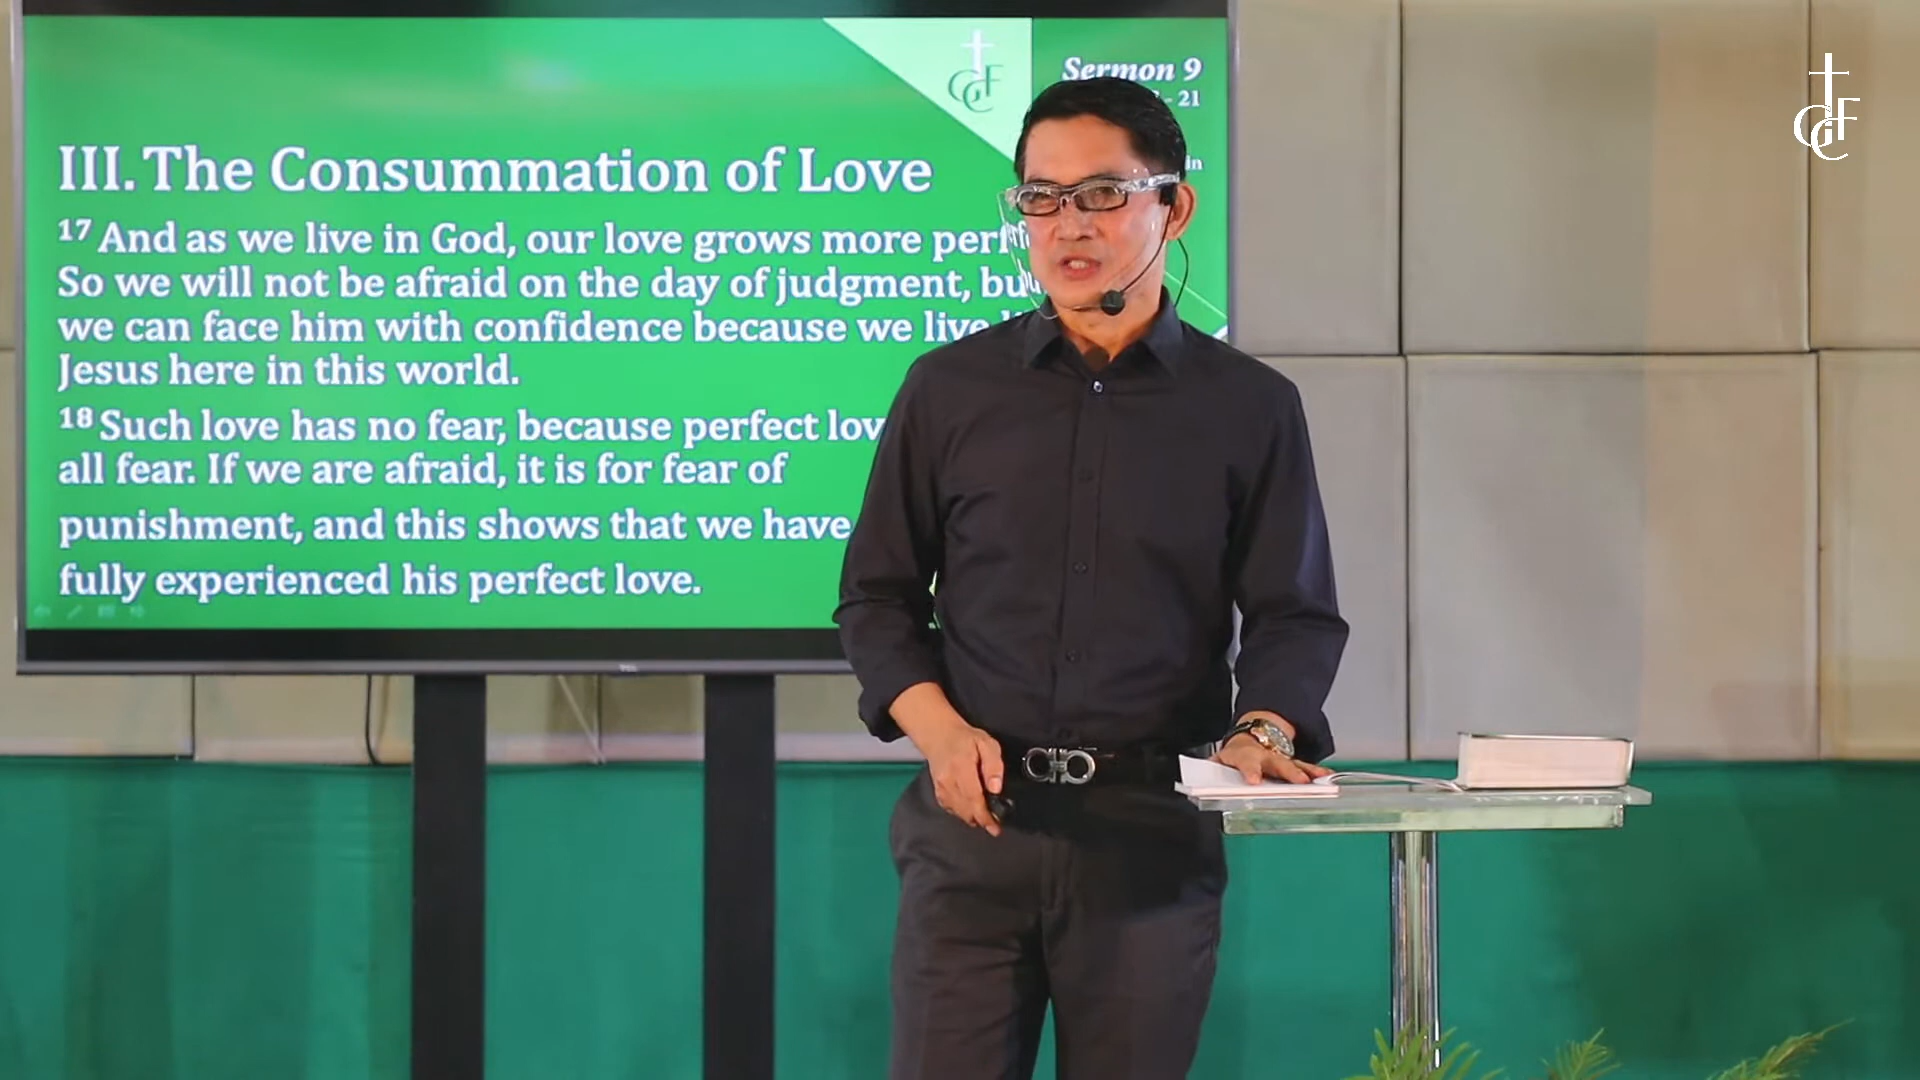 Sermon 9
- 21
in
III. The Consummation of Love
17 And as we live in God, our love grows more perf
So we will not be afraid on the day of judgment, bu
we can face him with confidence because we live
Jesus here in this world.
18 Such love has no fear, because perfect lov
all fear. If we are afraid, it is for fear of
punishment, and this shows that we have
fully experienced his perfect love.